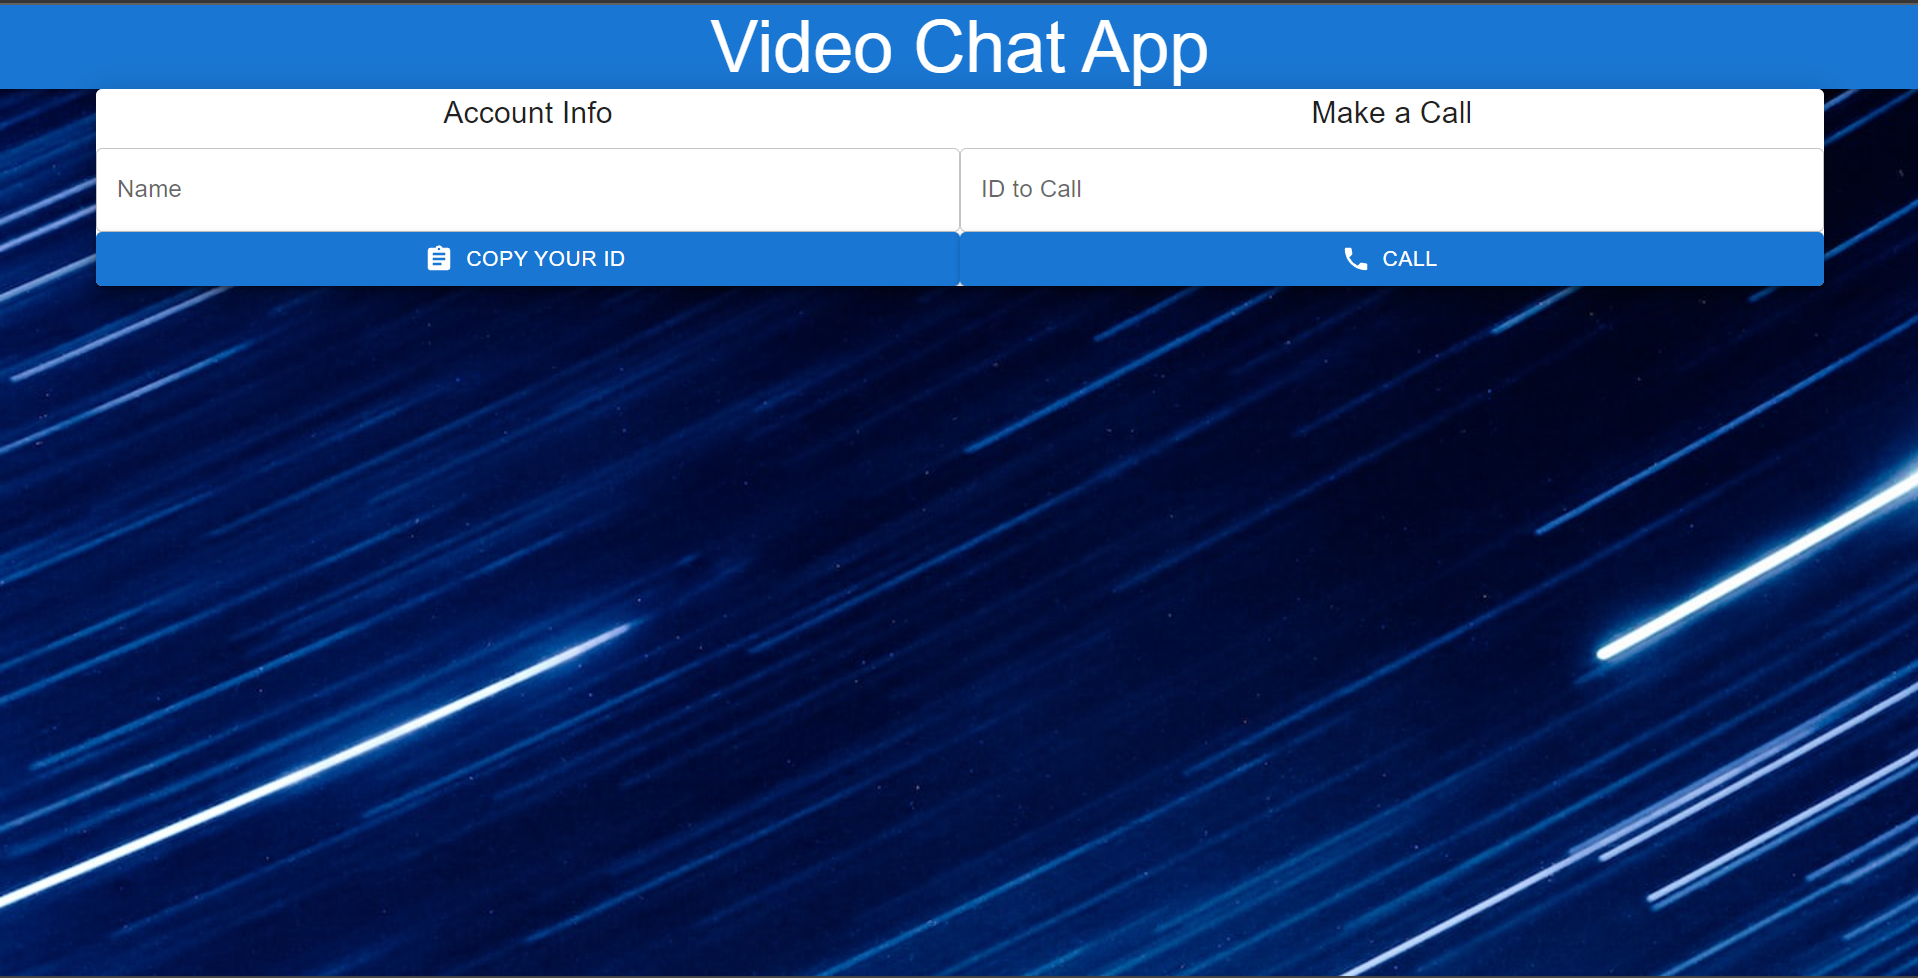 Video Chat App
Account Info
Make a Call
Name
ID to Call
COPY YOUR ID
CALL